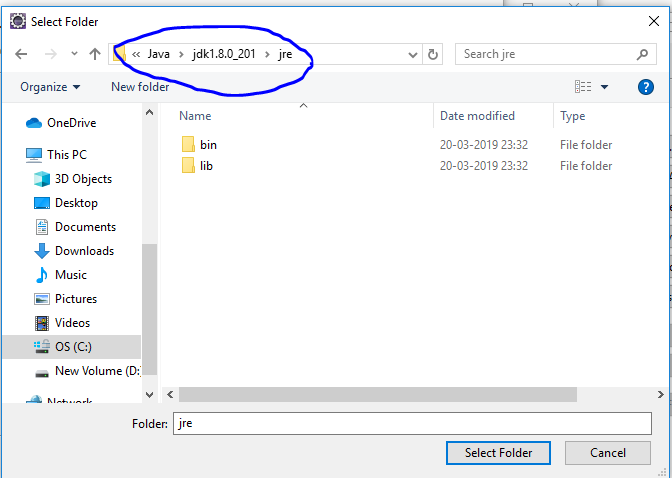 Select Folder
« Java > jdk1.8.0_201 > jre
Search jre
Organize
New folder
?
Name
Date modified
Type
OneDrive
This PC
3D Objects
Desktop
Documents
Downloads
Music
Pictures
Videos
OS (C:)
New Volume (D:)
Network
bin 20-03-2019 23:32 File folder
lib 20-03-2019 23:32 File folder
Folder: jre
Select Folder
Cancel